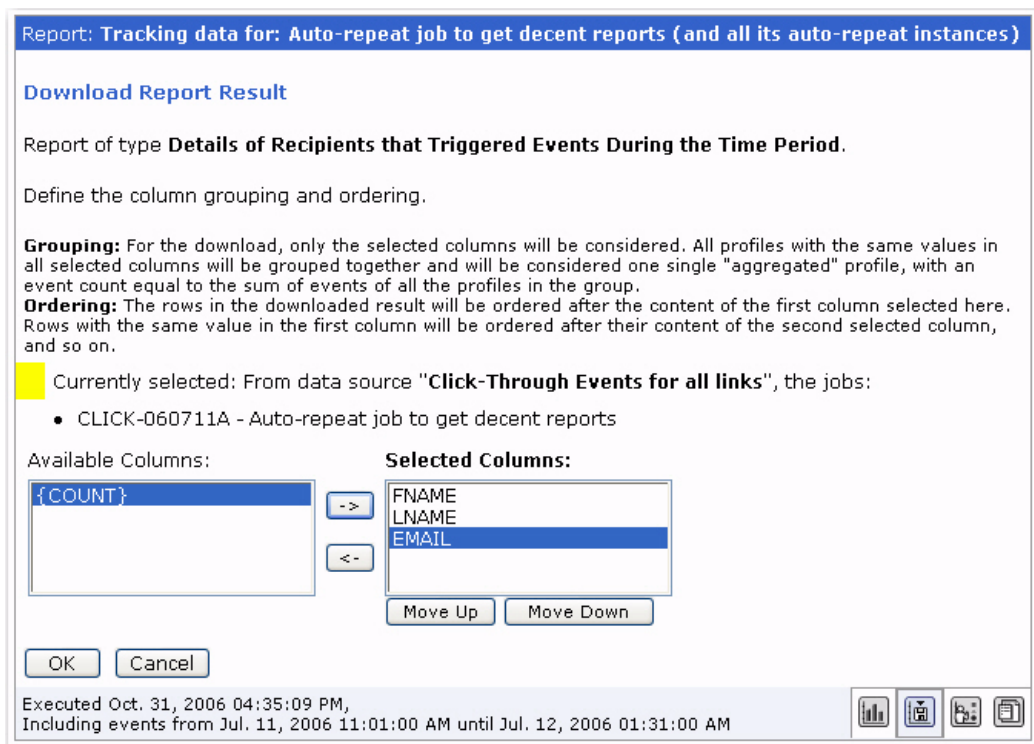 Report: Tracking data for: Auto-repeat job to get decent reports (and all its auto-repeat instances)
Download Report Result
Report of type Details of Recipients that Triggered Events During the Time Period.
Define the column grouping and ordering.
Grouping: For the download, only the selected columns will be considered. All profiles with the same values in
all selected columns will be grouped together and will be considered one single "aggregated" profile, with an
event count equal to the sum of events of all the profiles in the group.
Ordering: The rows in the downloaded result will be ordered after the content of the first column selected here.
Rows with the same value in the first column will be ordered after their content of the second selected column,
and so on.
Currently selected: From data source "Click-Through Events for all links", the jobs:
• CLICK-060711A - Auto-repeat job to get decent reports
Available Columns:
{COUNT}
->
<-
Selected Columns:
FNAME
LNAME
EMAIL
Move Up
Move Down
OK
Cancel
Executed Oct. 31, 2006 04:35:09 PM,
Including events from Jul. 11, 2006 11:01:00 AM until Jul. 12, 2006 01:31:00 AM